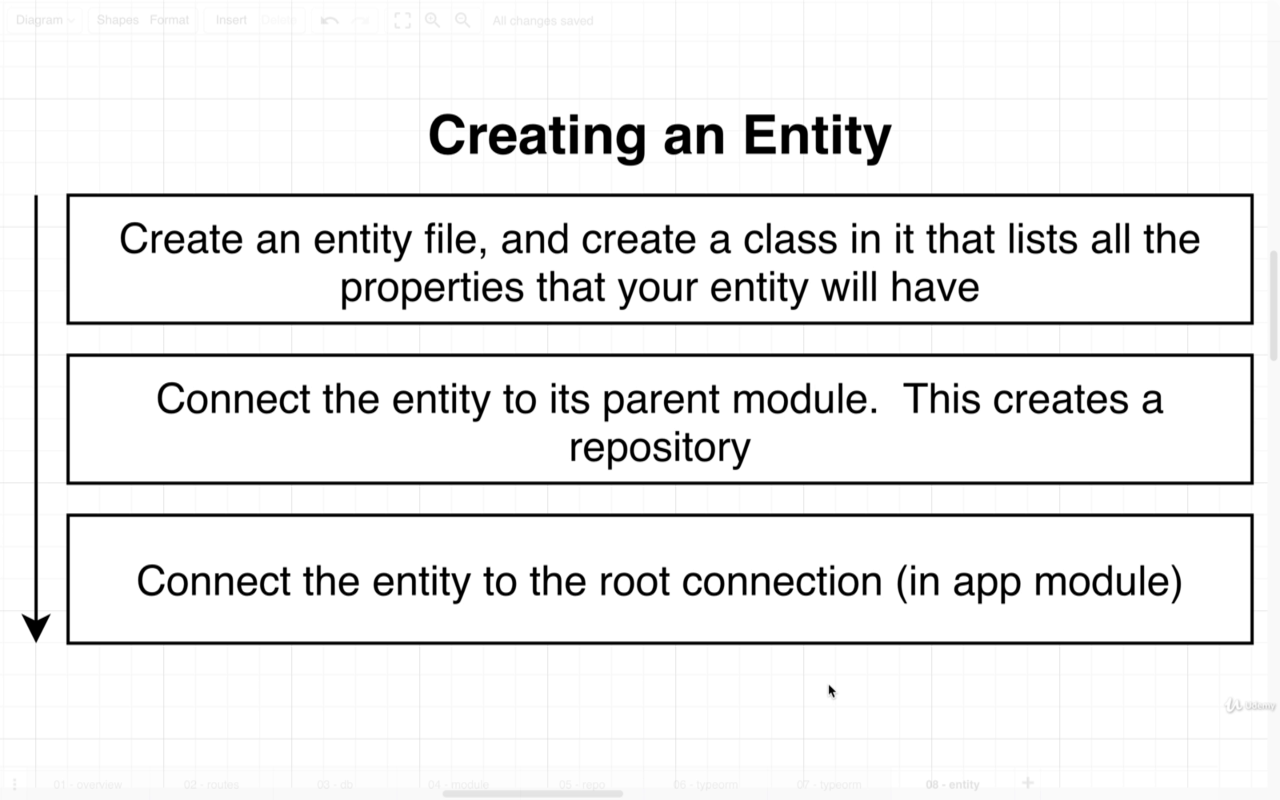 Diagram Shapes Format Insert Delete All changes saved
Creating an Entity
Create an entity file, and create a class in it that lists all the
properties that your entity will have
Connect the entity to its parent module. This creates a
repository
Connect the entity to the root connection (in app module)
Udemy
01 - overview 02 - routes 03 - db 04 - module 05 - repo 06 - typeorm 07 - typeorm 08 - entity